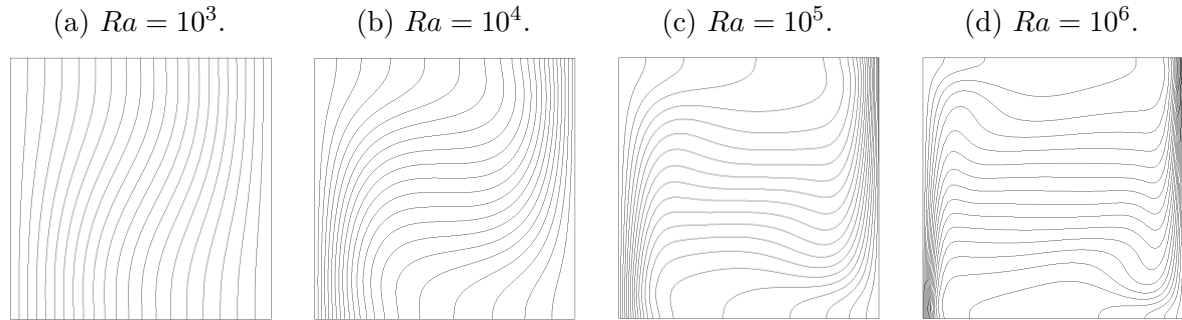 (a) Ra = 10³. (b) Ra = 10⁴. (c) Ra = 10⁵. (d) Ra = 10⁶.